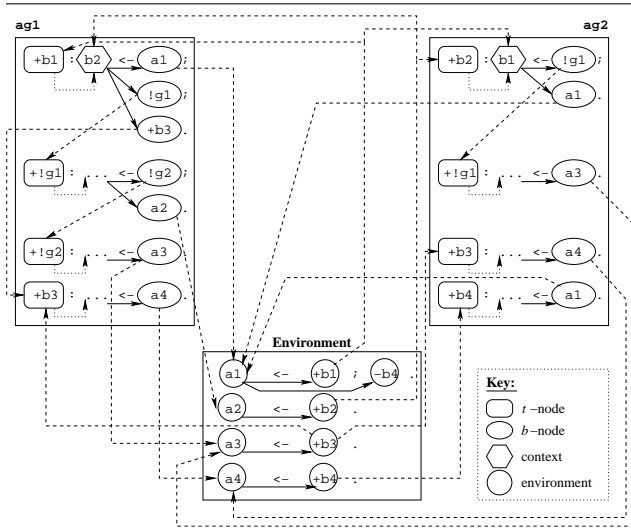 ag1
+b1 : b2 <- a1 ;
!g1 ;
+b3 .
+!g1 : ... <- !g2 ;
a2 .
+!g2 : ... <- a3 .
+b3 : ... <- a4 .
ag2
+b2 : b1 <- !g1 ;
a1 .
+!g1 : ... <- a3 .
+b3 : ... <- a4 .
+b4 : ... <- a1 .
Environment
a1 <- +b1 ; -b4 .
a2 <- +b2 .
a3 <- +b3 .
a4 <- +b4 .
Key:
t-node
b-node
context
environment